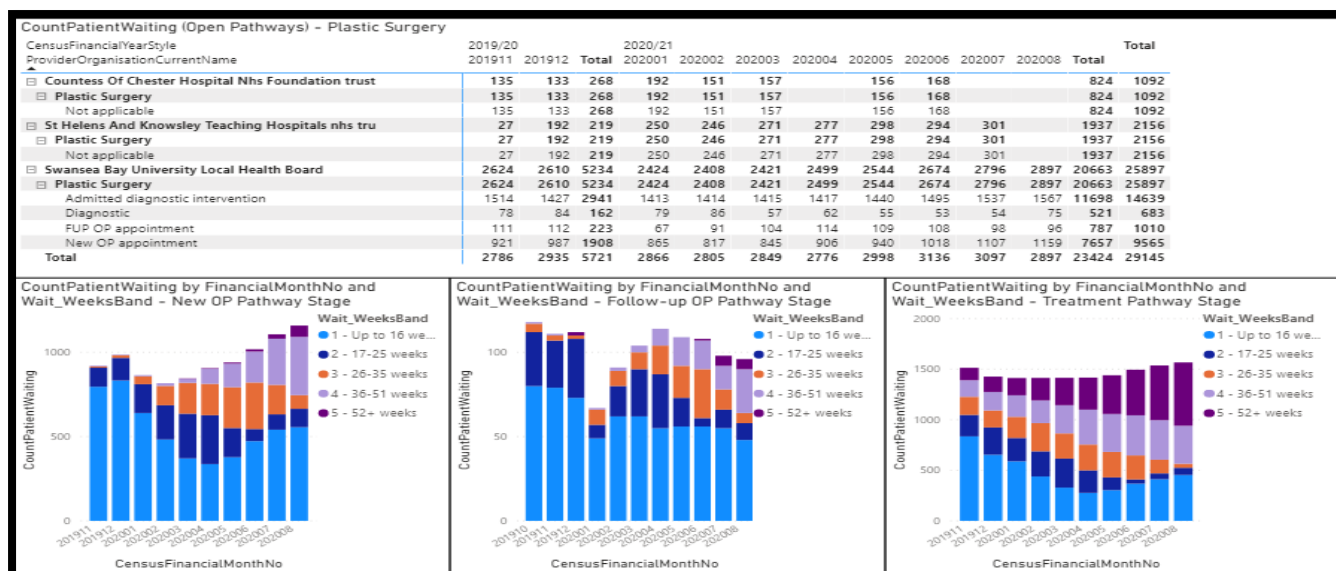 CountPatientWaiting (Open Pathways) - Plastic Surgery
CensusFinancialYearStyle 2019/20 2020/21 Total
ProviderOrganisationCurrentName 201911 201912 Total 202001 202002 202003 202004 202005 202006 202007 202008 Total
Countess Of Chester Hospital Nhs Foundation trust 135 133 268 192 151 157 156 168 824 1092
Plastic Surgery 135 133 268 192 151 157 156 168 824 1092
Not applicable 135 133 268 192 151 157 156 168 824 1092
St Helens And Knowsley Teaching Hospitals nhs tru 27 192 219 250 246 271 277 298 294 301 1937 2156
Plastic Surgery 27 192 219 250 246 271 277 298 294 301 1937 2156
Not applicable 27 192 219 250 246 271 277 298 294 301 1937 2156
Swansea Bay University Local Health Board 2624 2610 5234 2424 2408 2421 2499 2544 2674 2796 2897 20663 25897
Plastic Surgery 2624 2610 5234 2424 2408 2421 2499 2544 2674 2796 2897 20663 25897
Admitted diagnostic intervention 1514 1427 2941 1413 1414 1415 1417 1440 1495 1537 1567 11698 14639
Diagnostic 78 84 162 79 86 57 62 55 53 54 75 521 683
FUP OP appointment 111 112 223 67 91 104 114 109 108 98 96 787 1010
New OP appointment 921 987 1908 865 817 845 906 940 1018 1107 1159 7657 9565
Total 2786 2935 5721 2866 2805 2849 2776 2998 3136 3097 2897 23424 29145
CountPatientWaiting by FinancialMonthNo and
Wait_WeeksBand - New OP Pathway Stage
Wait_WeeksBand
1 - Up to 16 we...
2 - 17-25 weeks
3 - 26-35 weeks
4 - 36-51 weeks
5 - 52+ weeks
CountPatientWaiting
1000
500
0
201911 201912 202001 202002 202003 202004 202005 202006 202007 202008
CensusFinancialMonthNo
CountPatientWaiting by FinancialMonthNo and
Wait_WeeksBand - Follow-up OP Pathway Stage
Wait_WeeksBand
1 - Up to 16 we...
2 - 17-25 weeks
3 - 26-35 weeks
4 - 36-51 weeks
5 - 52+ weeks
CountPatientWaiting
100
50
0
201910 201911 201912 202001 202002 202003 202004 202005 202006 202007 202008
CensusFinancialMonthNo
CountPatientWaiting by FinancialMonthNo and
Wait_WeeksBand - Treatment Pathway Stage
Wait_WeeksBand
1 - Up to 16 we...
2 - 17-25 weeks
3 - 26-35 weeks
4 - 36-51 weeks
5 - 52+ weeks
CountPatientWaiting
2000
1500
1000
500
0
201911 201912 202001 202002 202003 202004 202005 202006 202007 202008
CensusFinancialMonthNo